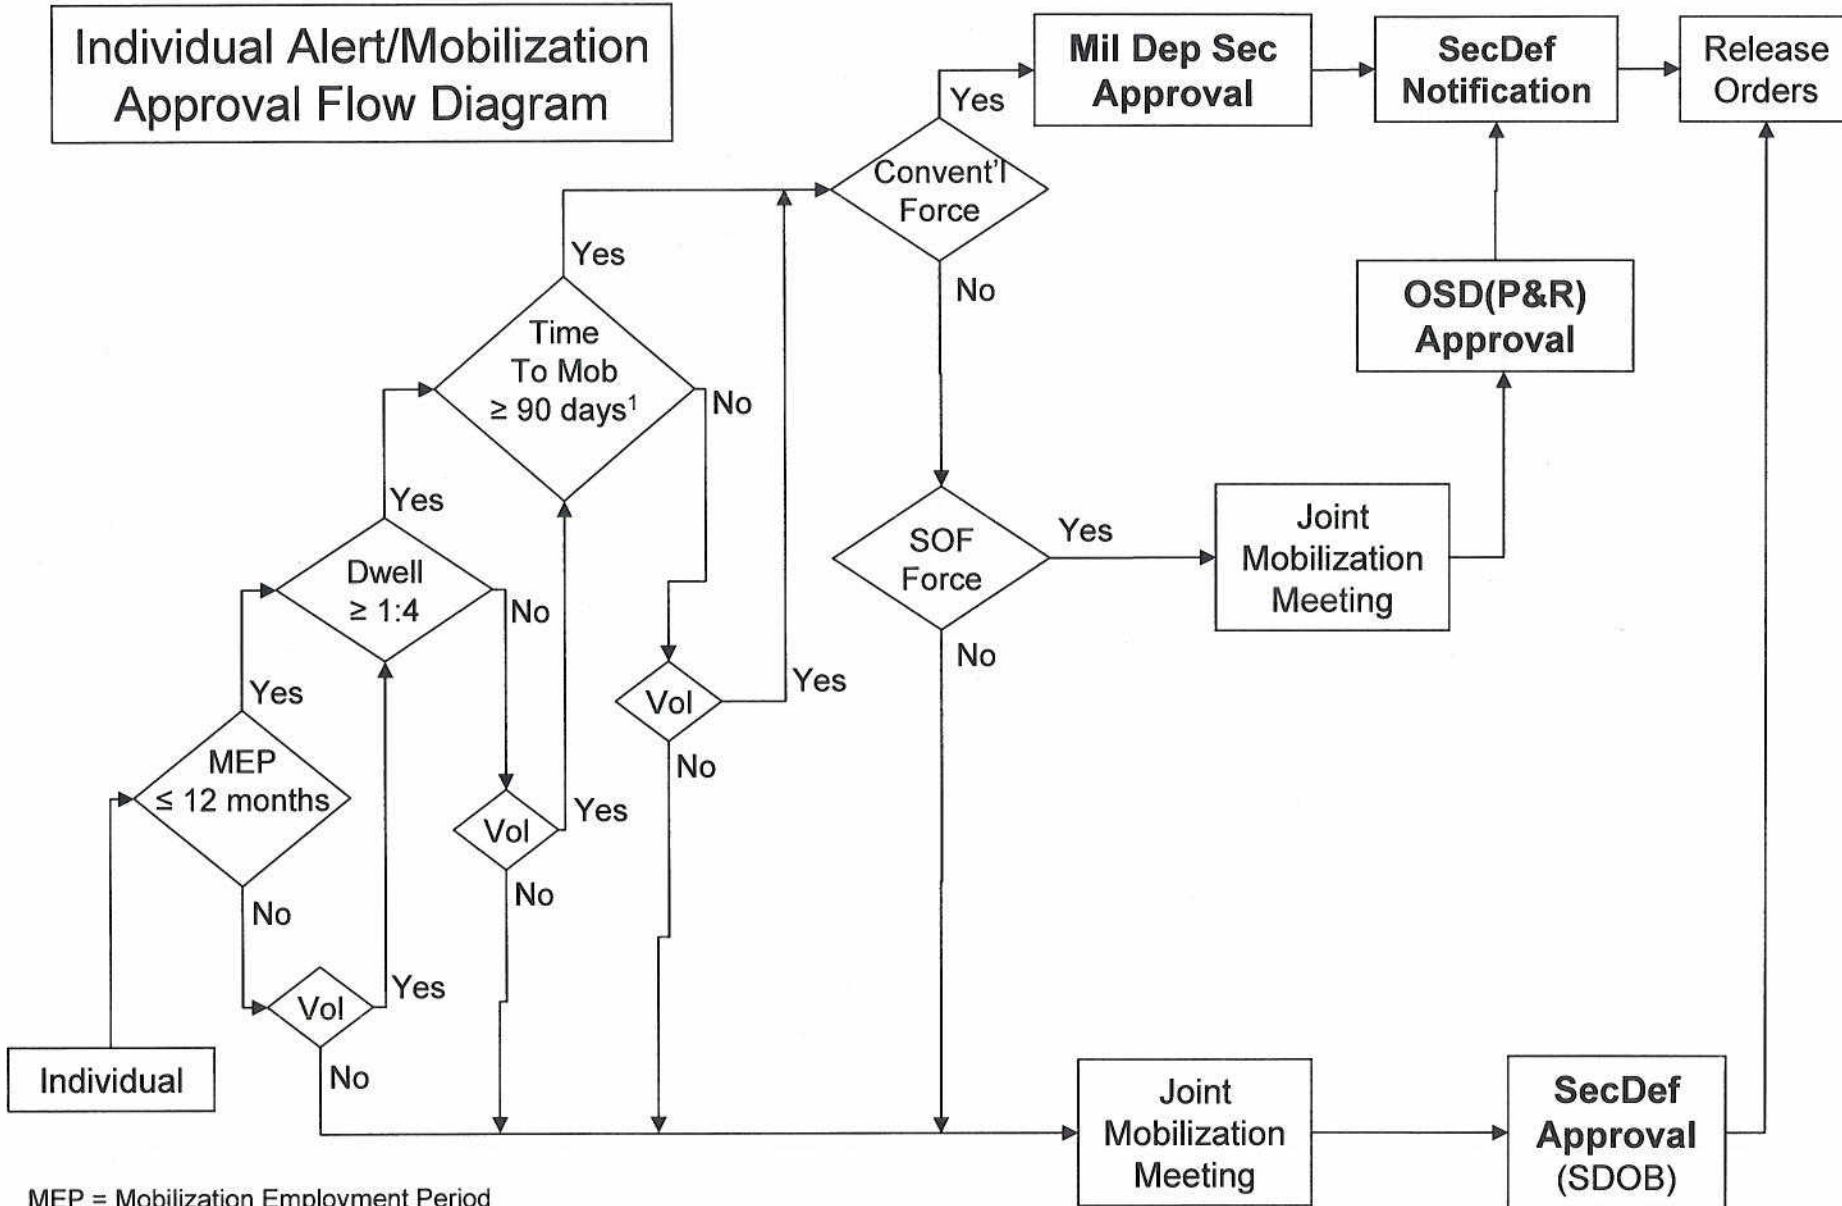 Individual Alert/Mobilization
Approval Flow Diagram
Mil Dep Sec
Approval
SecDef
Notification
Release
Orders
Yes
Convent'l
Force
No
Yes
Time
To Mob
≥ 90 days¹
No
OSD(P&R)
Approval
Yes
Dwell
≥ 1:4
No
SOF
Force
Yes
No
Joint
Mobilization
Meeting
Yes
MEP
≤ 12 months
No
Vol
Yes
No
Vol
Yes
No
Vol
Yes
No
Individual
Joint
Mobilization
Meeting
SecDef
Approval
(SDOB)
MEP = Mobilization Employment Period